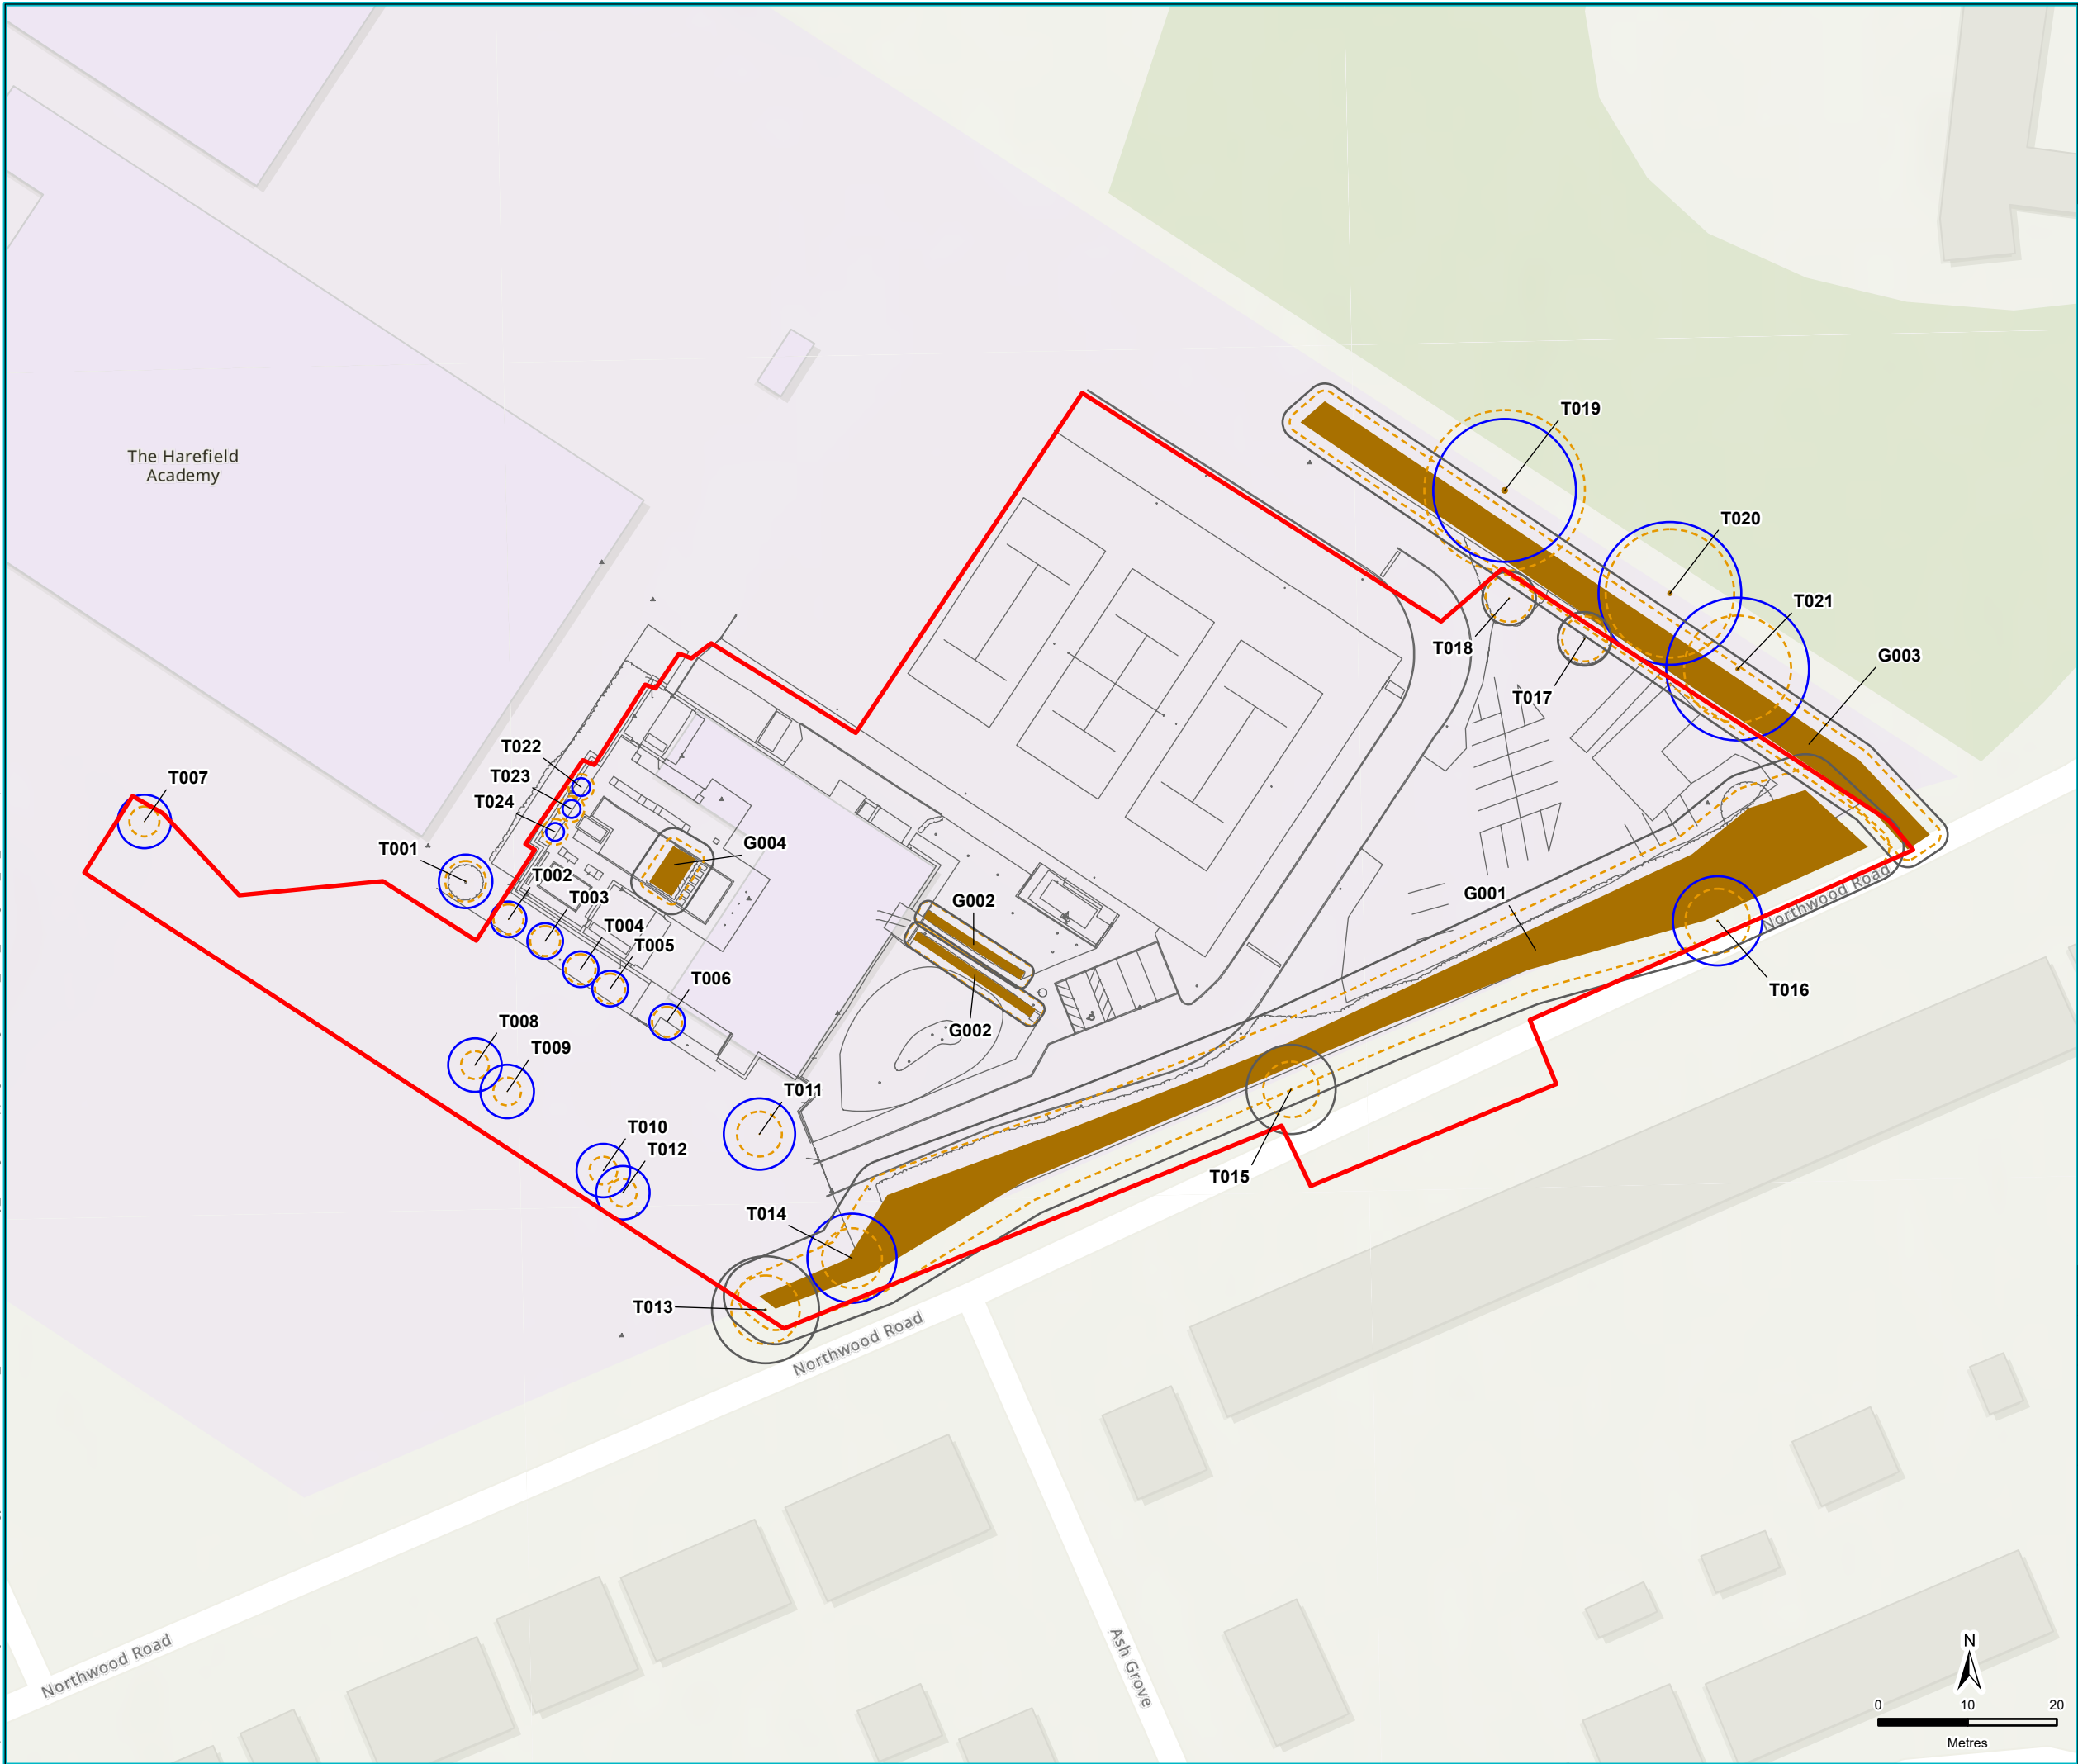 T019
The Harefield
Academy
T020
T021
T018
G003
T017
T022
T007
T023
T024
G004
T001
T002
T003
G002
G001
T004
T005
Northwood Road
T006
T016
T008
G002
T009
T011
T010
T012
T015
T014
T013
Northwood Road
Northwood Road
Ash Grove
N
0 10 20
Metres